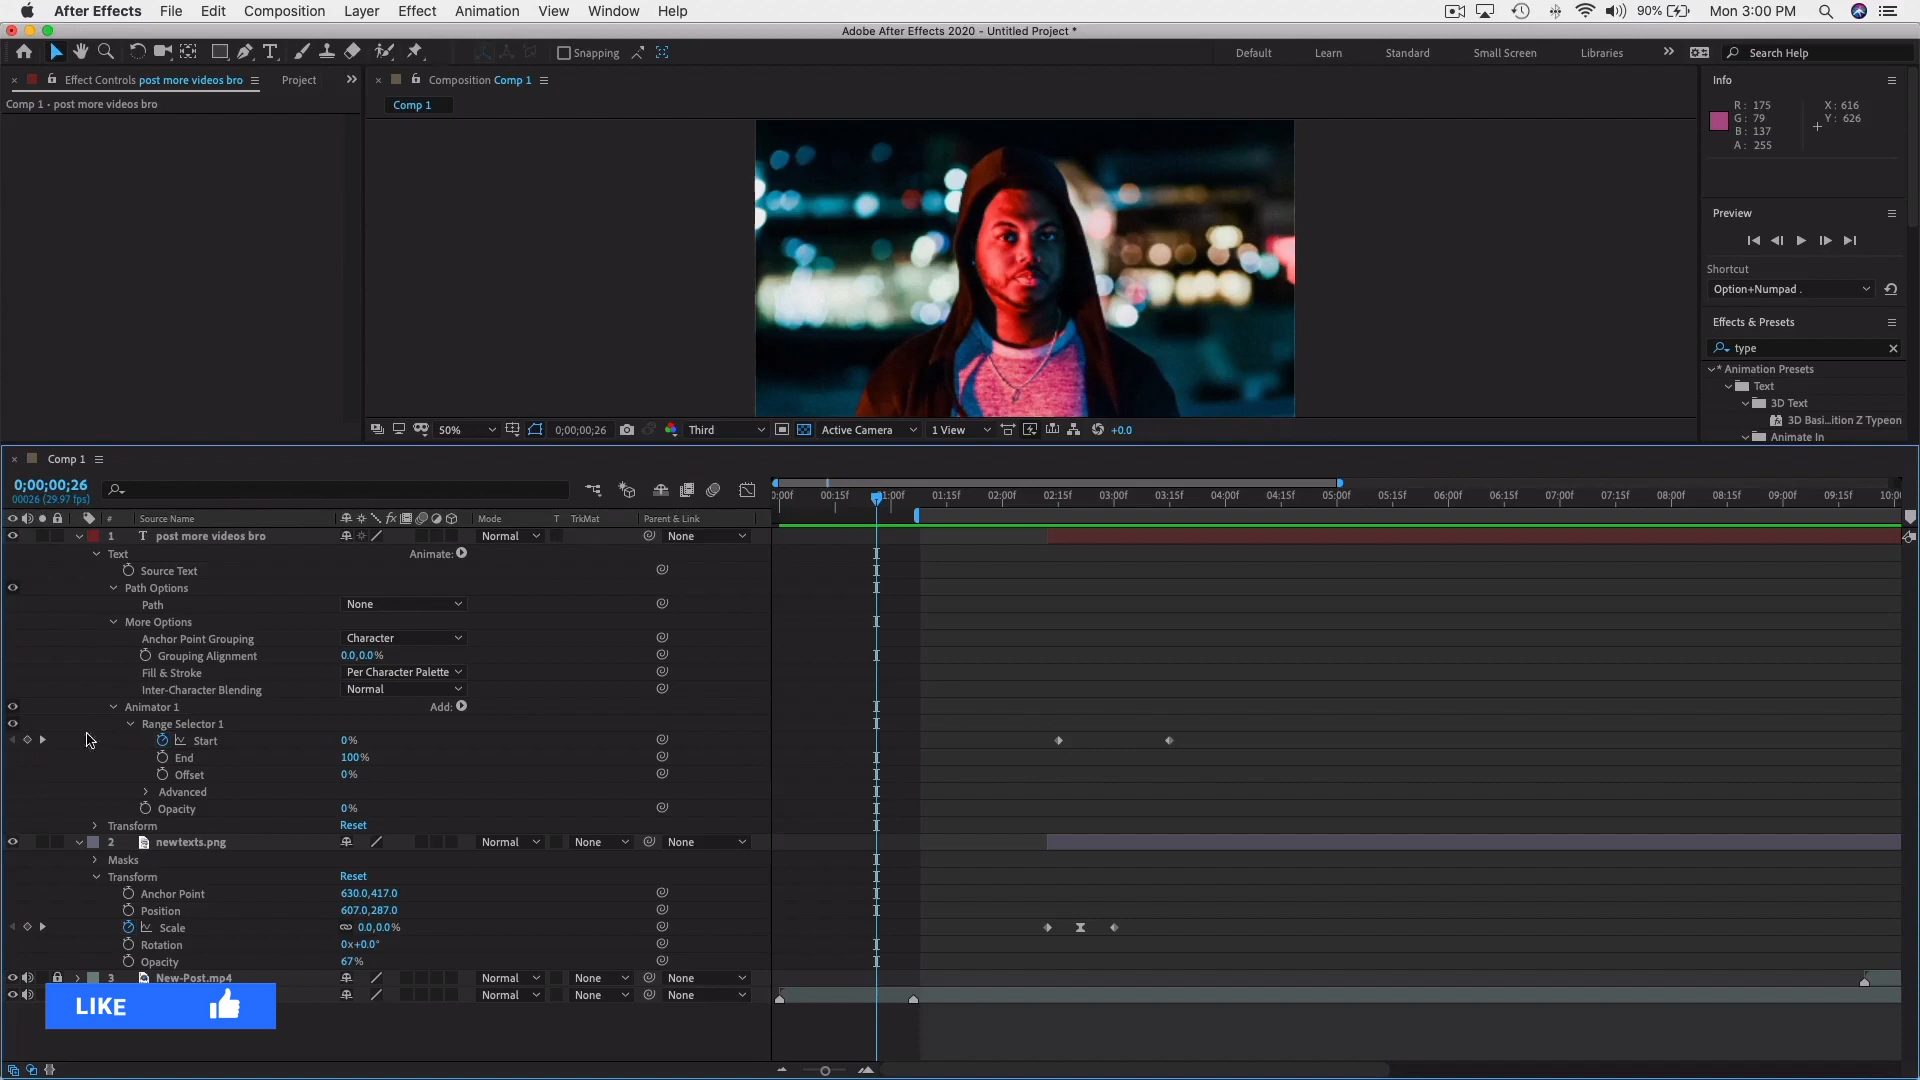 After Effects File Edit Composition Layer Effect Animation View Window Help 90% Mon 3:00 PM
Adobe After Effects 2020 - Untitled Project *
Snapping Default Learn Standard Small Screen Libraries Search Help
Effect Controls post more videos bro Project
Composition Comp 1
Info
Comp 1 - post more videos bro
Comp 1
R: 175 X: 616
G: 79 Y: 626
B: 137
A: 255
Preview
Shortcut
Option+Numpad .
Effects & Presets
type
* Animation Presets
Text
3D Text
3D Basi...ition Z Typeon
Animate In
50% 0;00;00;26 Third Active Camera 1 View +0.0
Comp 1
0;00;00;26
00026 (29.97 fps)
0:00f 00:15f 01:00f 01:15f 02:00f 02:15f 03:00f 03:15f 04:00f 04:15f 05:00f 05:15f 06:00f 06:15f 07:00f 07:15f 08:00f 08:15f 09:00f 09:15f 10:00
# Source Name fx Mode T TrkMat Parent & Link
1 T post more videos bro Normal None
Text Animate:
Source Text
Path Options
Path None
More Options
Anchor Point Grouping Character
Grouping Alignment 0.0,0.0%
Fill & Stroke Per Character Palette
Inter-Character Blending Normal
Animator 1 Add:
Range Selector 1
Start 0%
End 100%
Offset 0%
Advanced
Opacity 0%
Transform Reset
2 newtexts.png Normal None None
Masks
Transform Reset
Anchor Point 630.0,417.0
Position 607.0,287.0
Scale 0.0,0.0%
Rotation 0x+0.0°
Opacity 67%
3 New-Post.mp4 Normal None None
Normal None None
LIKE